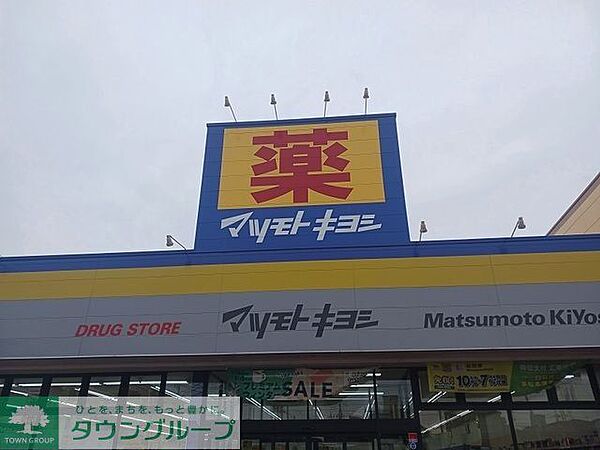 薬
マツモトキヨシ
DRUG STORE
マツモトキヨシ
Matsumoto KiYos
SALE
ひとを、まちを、もっと豊かに。
タウングループ
TOWN GROUP